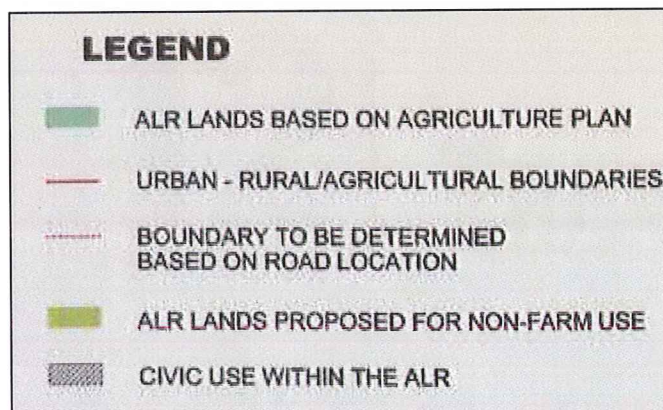 LEGEND
ALR LANDS BASED ON AGRICULTURE PLAN
URBAN - RURAL/AGRICULTURAL BOUNDARIES
BOUNDARY TO BE DETERMINED
BASED ON ROAD LOCATION
ALR LANDS PROPOSED FOR NON-FARM USE
CIVIC USE WITHIN THE ALR